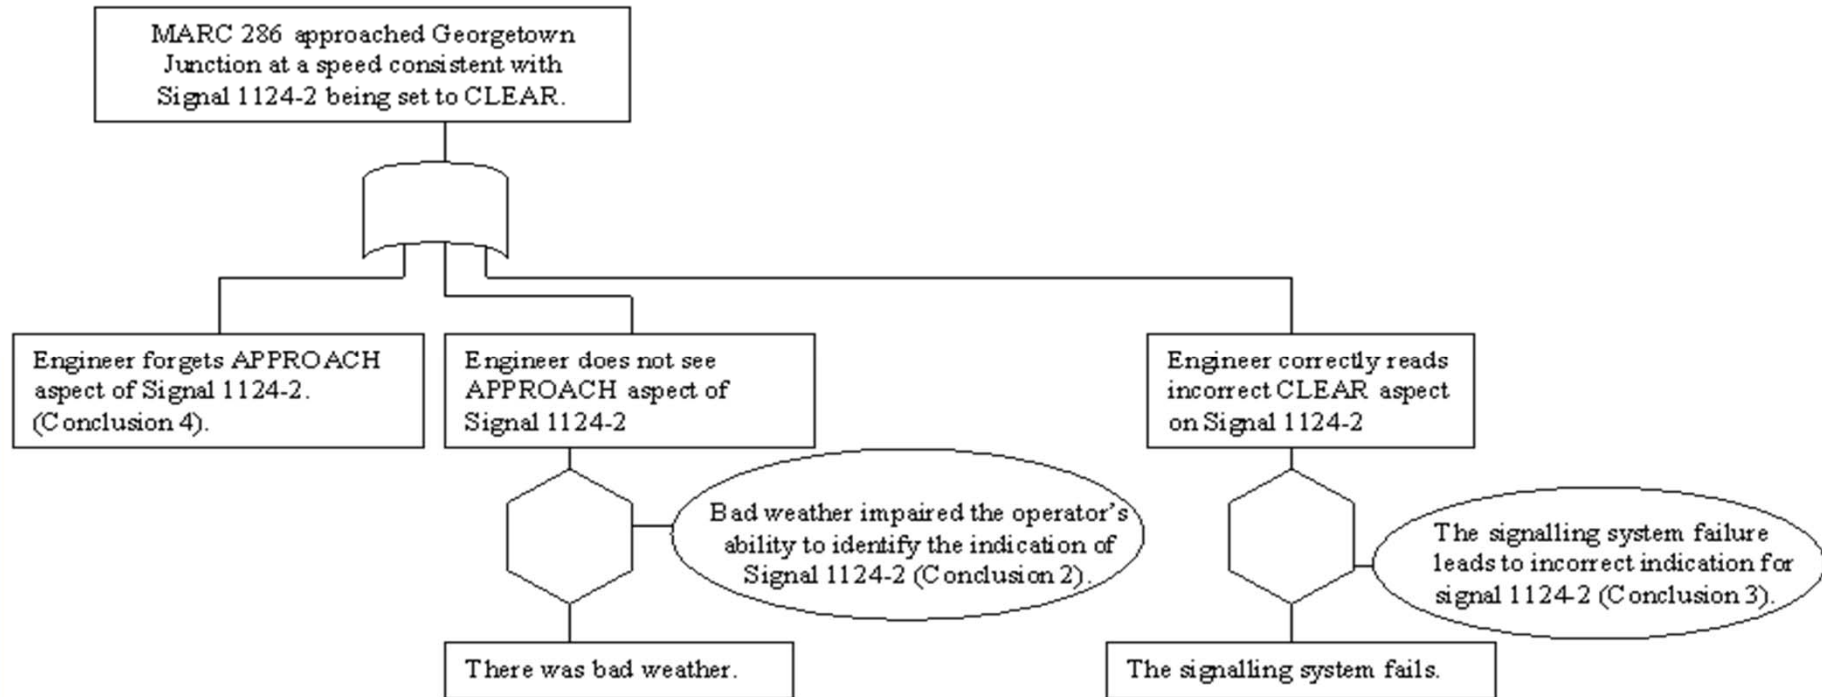 MARC 286 approached Georgetown
Junction at a speed consistent with
Signal 1124-2 being set to CLEAR.
Engineer forgets APPROACH
aspect of Signal 1124-2.
(Conclusion 4).
Engineer does not see
APPROACH aspect of
Signal 1124-2
Engineer correctly reads
incorrect CLEAR aspect
on Signal 1124-2
Bad weather impaired the operator's
ability to identify the indication of
Signal 1124-2 (Conclusion 2).
The signalling system failure
leads to incorrect indication for
signal 1124-2 (Conclusion 3).
There was bad weather.
The signalling system fails.